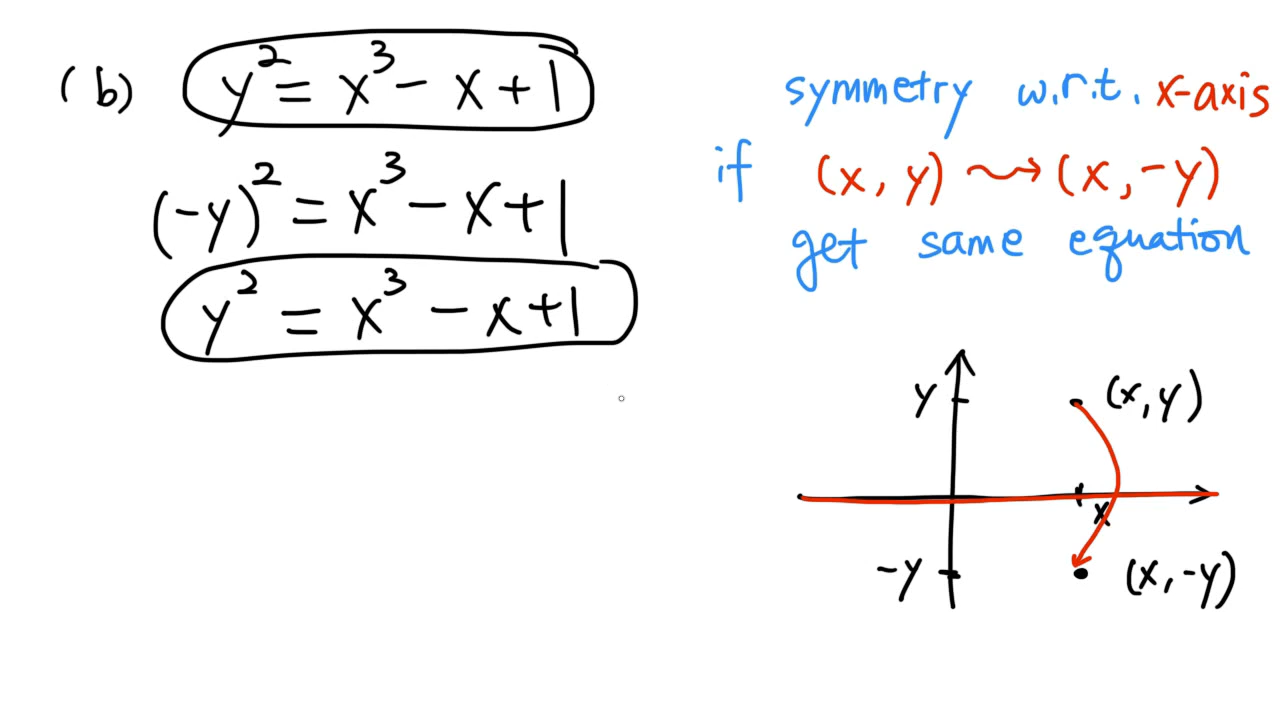 (b) y² = x³ - x + 1
(-y)² = x³ - x + 1
y² = x³ - x + 1
symmetry w.r.t. x-axis
if (x, y) ⇝ (x, -y)
get same equation
y
(x, y)
x
-y
(x, -y)